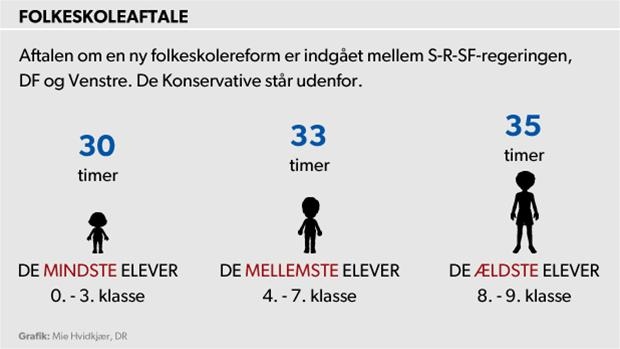 FOLKESKOLEAFTALE
Aftalen om en ny folkeskolereform er indgået mellem S-R-SF-regeringen,
DF og Venstre. De Konservative står udenfor.
30
timer
33
timer
35
timer
DE MINDSTE ELEVER
0. - 3. klasse
DE MELLEMSTE ELEVER
4. - 7. klasse
DE ÆLDSTE ELEVER
8. - 9. klasse
Grafik: Mie Hvidkjær, DR